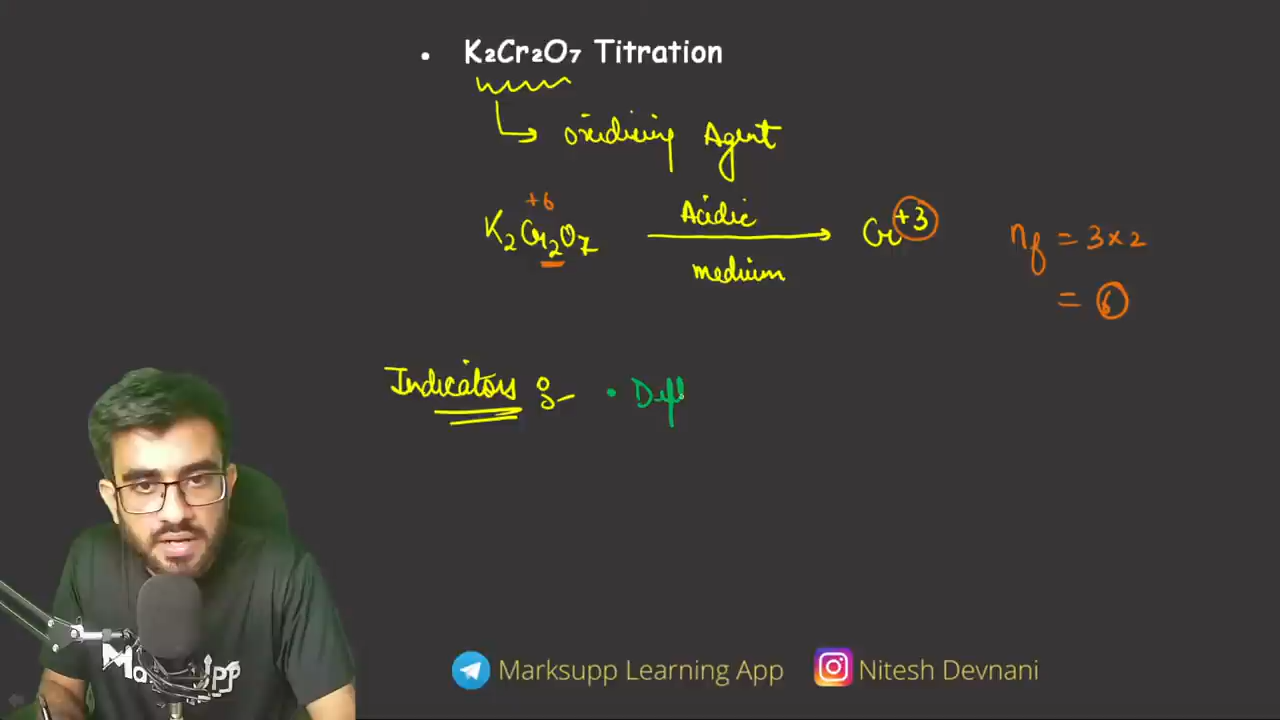 • K₂Cr₂O₇ Titration
oxidising Agent
+6
K₂Cr₂O₇ Acidic medium Cr+3
nf = 3×2
= 6
Indicators :- • Diff
Marksupp
Marksupp Learning App Nitesh Devnani